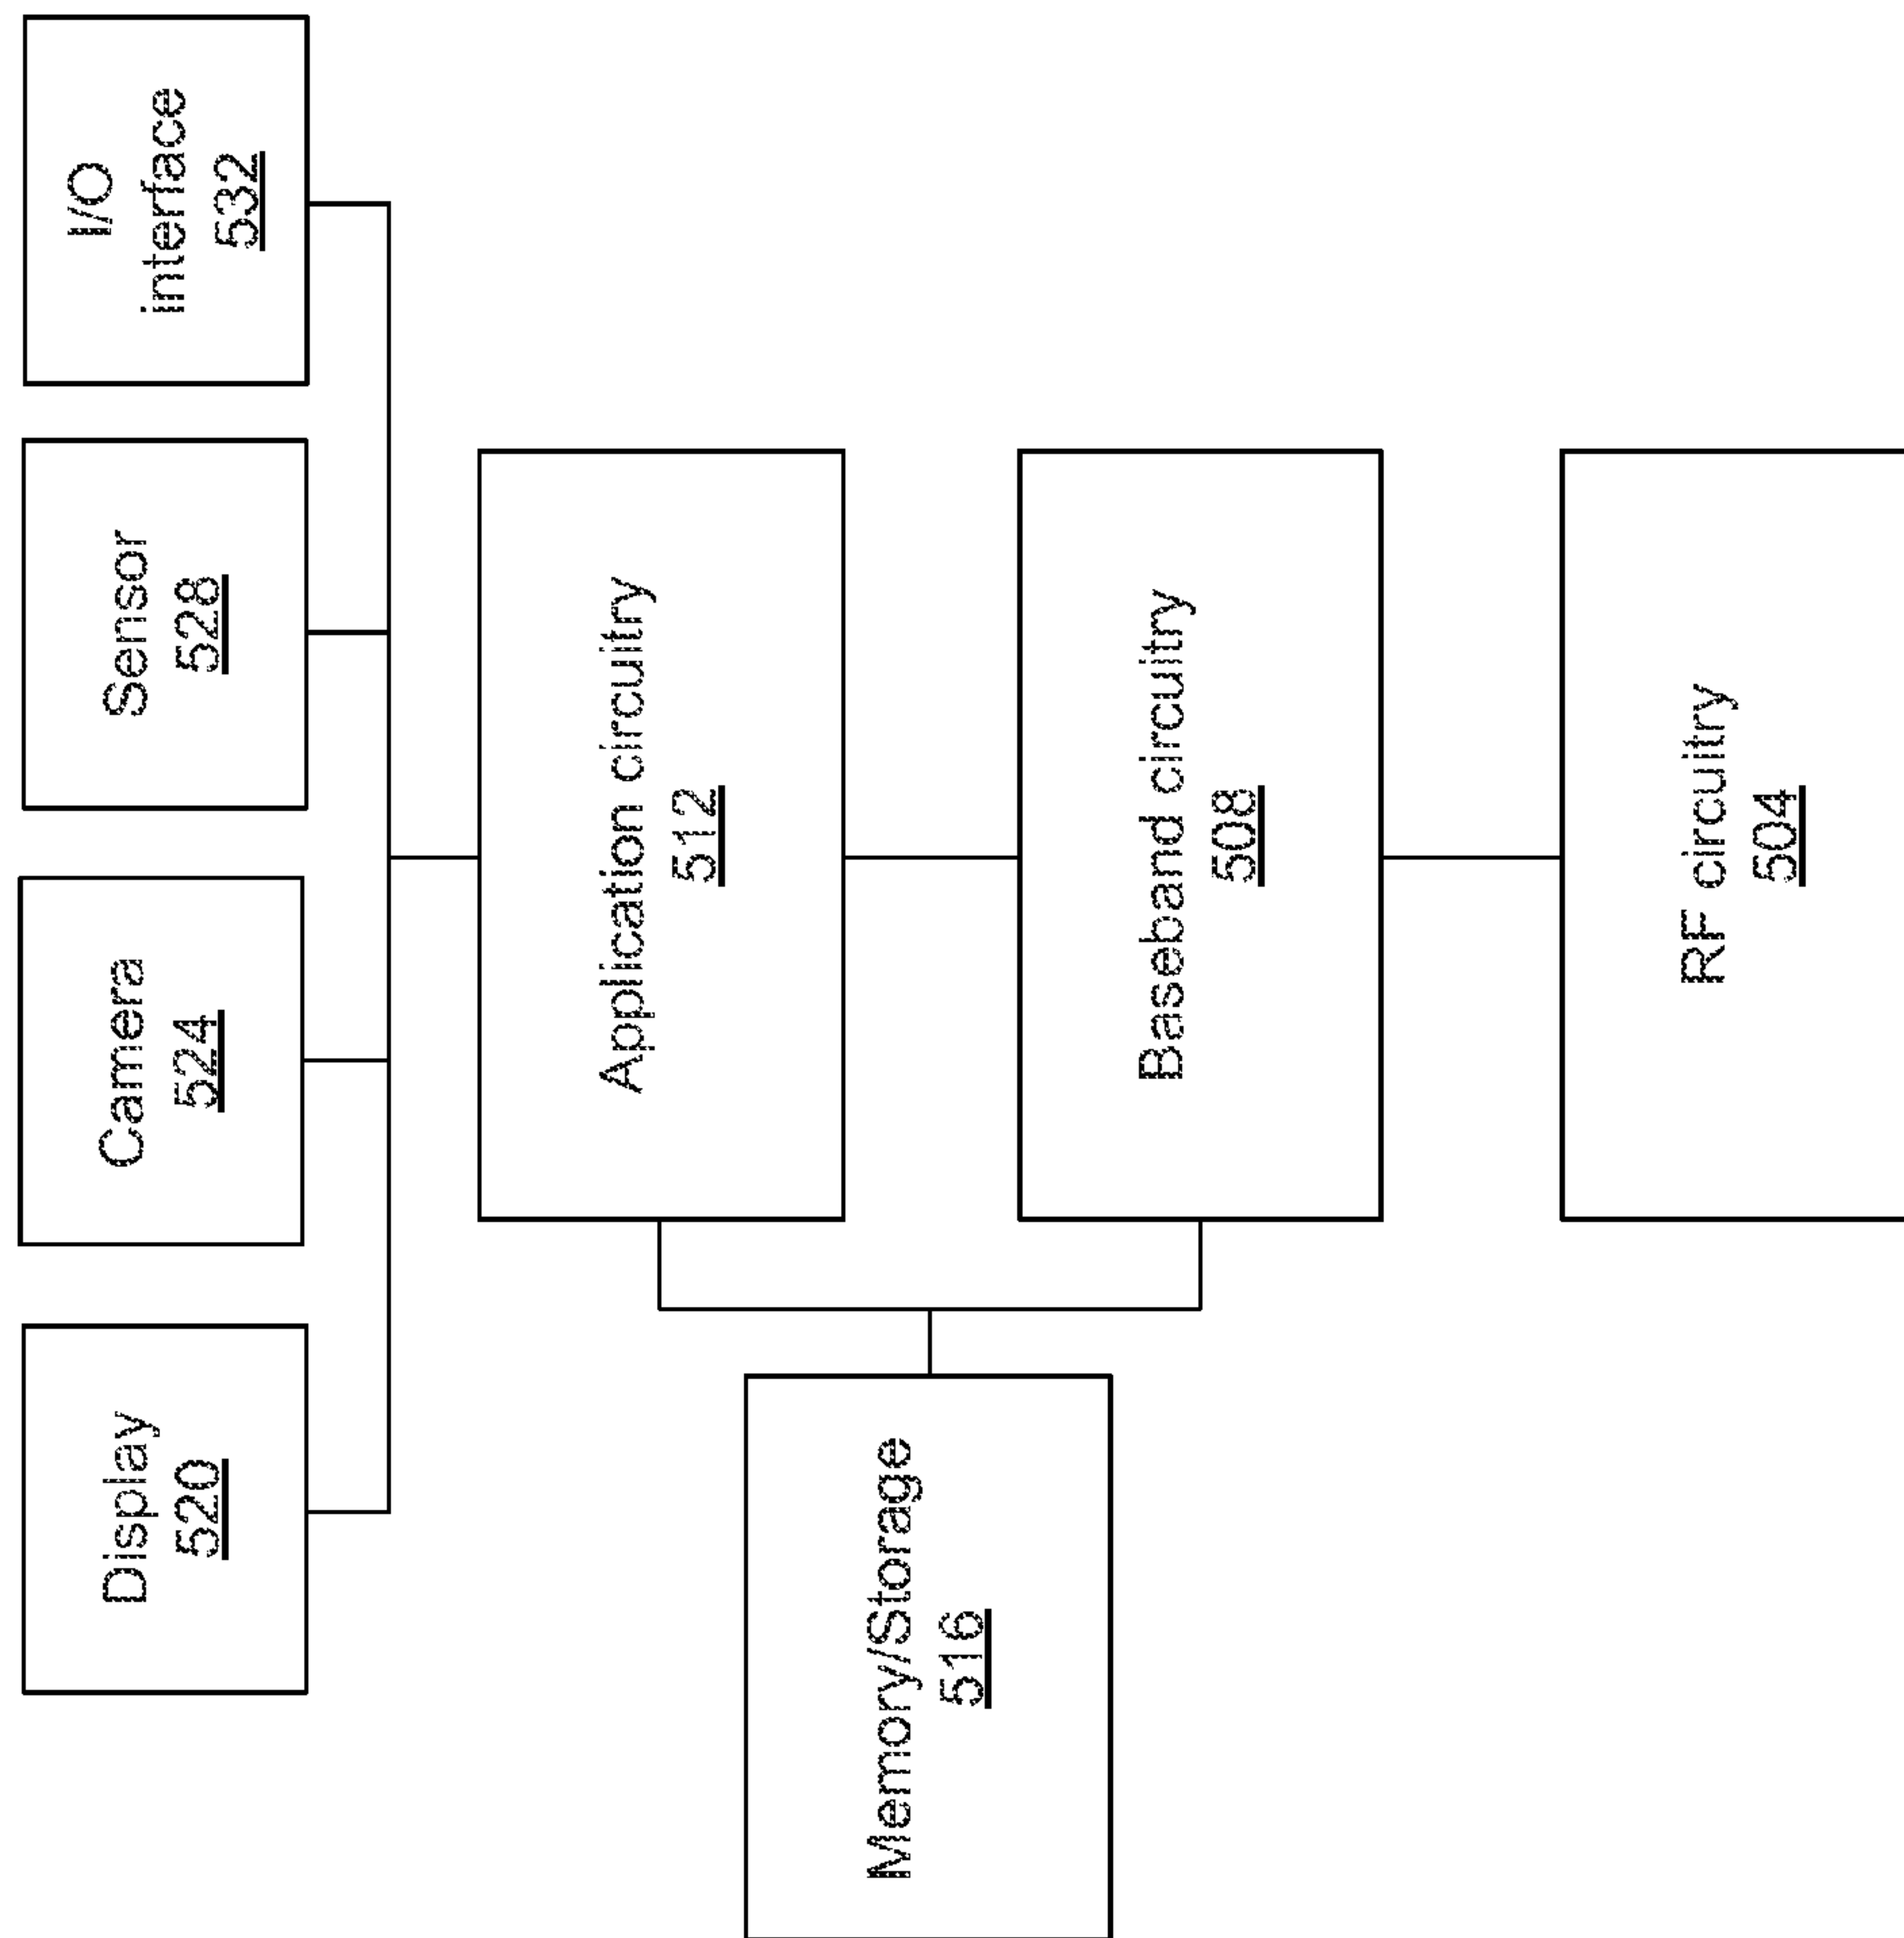 Display
520
Camera
524
Sensor
528
I/O
interface
532
Application circuitry
512
Memory/Storage
516
Baseband circuitry
508
RF circuitry
504